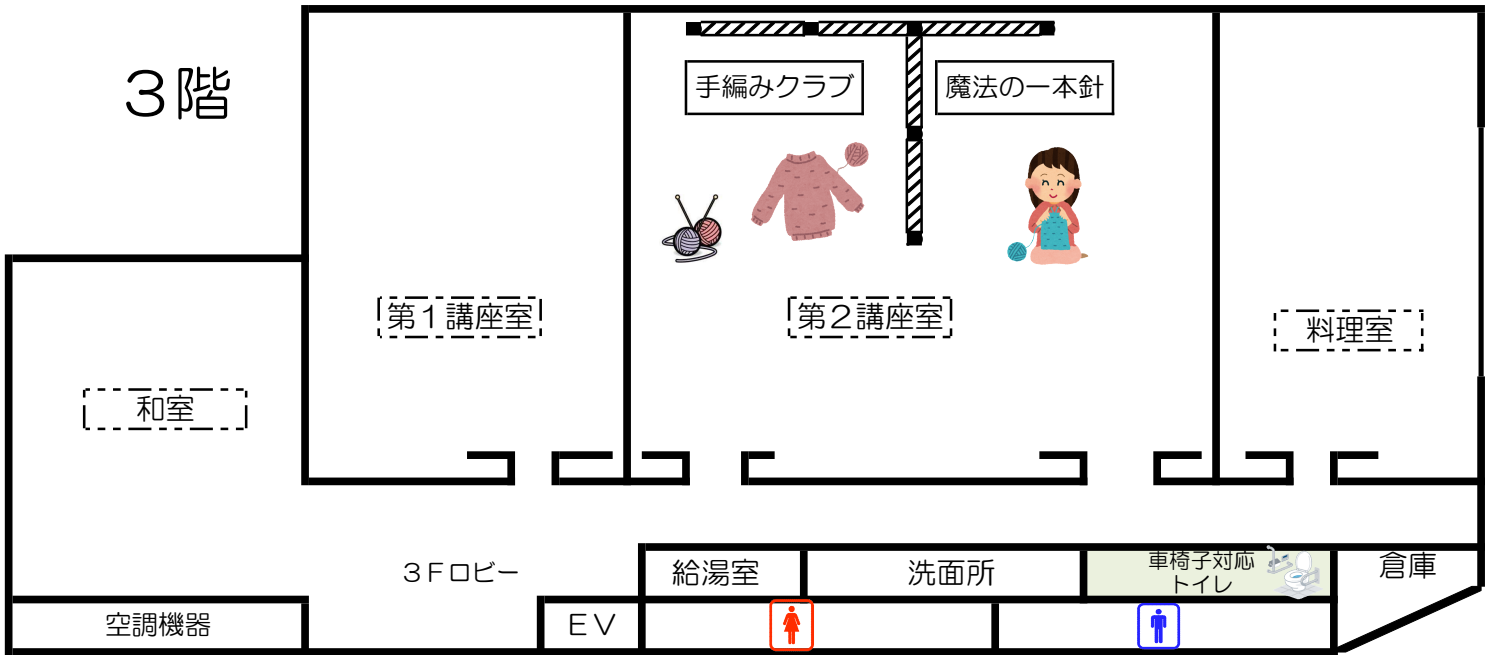 ３階
手編みクラブ
魔法の一本針
第１講座室
第２講座室
料理室
和室
３Ｆロビー
給湯室
洗面所
車椅子対応
トイレ
倉庫
空調機器
ＥＶ